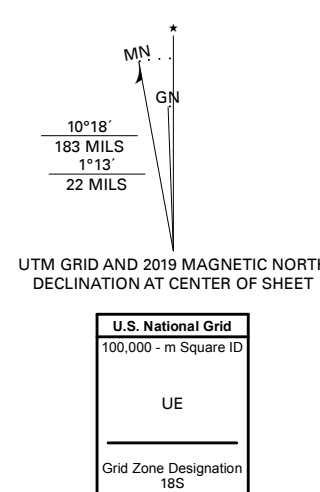 ★
MN
GN
10°18´
183 MILS
1°13´
22 MILS
UTM GRID AND 2019 MAGNETIC NORTH
DECLINATION AT CENTER OF SHEET
U.S. National Grid
100,000 - m Square ID
UE
Grid Zone Designation
18S